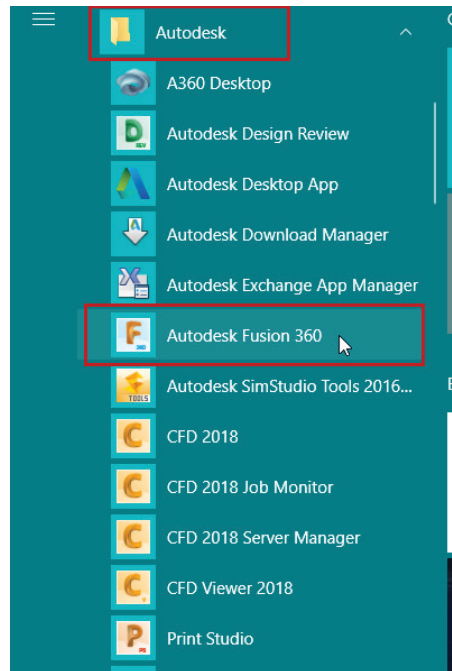 Autodesk
A360 Desktop
Autodesk Design Review
Autodesk Desktop App
Autodesk Download Manager
Autodesk Exchange App Manager
Autodesk Fusion 360
Autodesk SimStudio Tools 2016...
CFD 2018
CFD 2018 Job Monitor
CFD 2018 Server Manager
CFD Viewer 2018
Print Studio